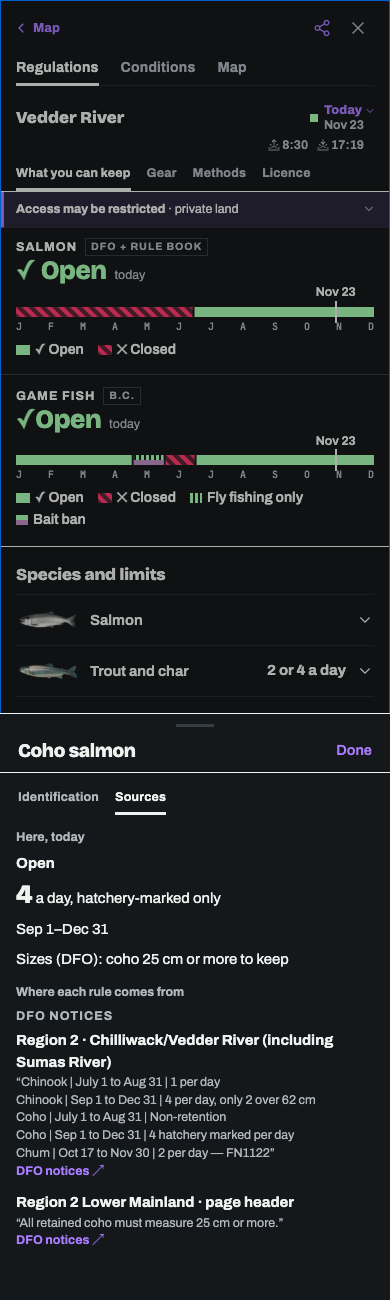 Map
Regulations Conditions Map
Vedder River
Today
Nov 23
8:30 17:19
What you can keep Gear Methods Licence
Access may be restricted · private land
SALMON DFO + RULE BOOK
✓ Open today
Nov 23
J F M A M J J A S O N D
✓ Open ✕ Closed
GAME FISH B.C.
✓ Open today
Nov 23
J F M A M J J A S O N D
✓ Open ✕ Closed Fly fishing only
Bait ban
Species and limits
Salmon
Trout and char 2 or 4 a day
Coho salmon Done
Identification Sources
Here, today
Open
4 a day, hatchery-marked only
Sep 1–Dec 31
Sizes (DFO): coho 25 cm or more to keep
Where each rule comes from
DFO NOTICES
Region 2 · Chilliwack/Vedder River (including
Sumas River)
“Chinook | July 1 to Aug 31 | 1 per day
Chinook | Sep 1 to Dec 31 | 4 per day, only 2 over 62 cm
Coho | July 1 to Aug 31 | Non-retention
Coho | Sep 1 to Dec 31 | 4 hatchery marked per day
Chum | Oct 17 to Nov 30 | 2 per day — FN1122”
DFO notices ↗
Region 2 Lower Mainland · page header
“All retained coho must measure 25 cm or more.”
DFO notices ↗